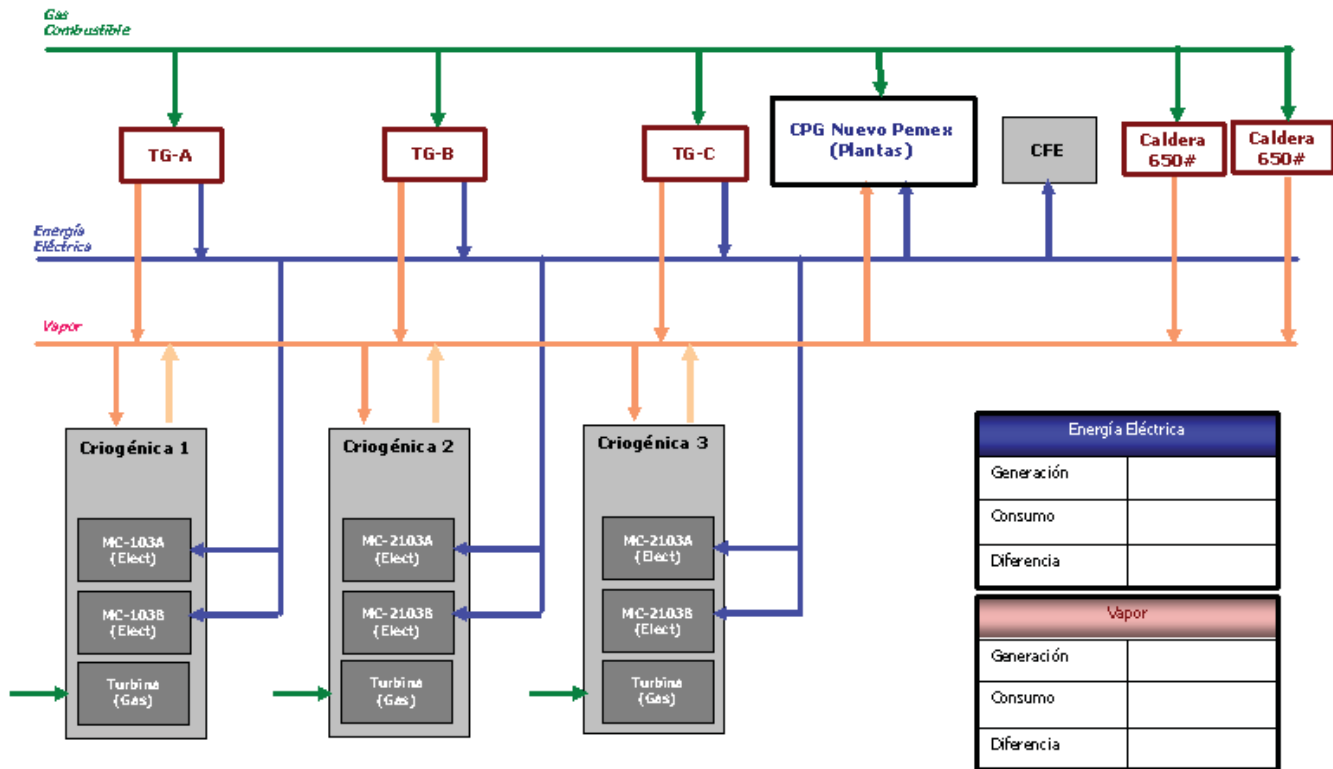 Gas
Combustible
TG-A
TG-B
TG-C
CPG Nuevo Pemex
(Plantas)
CFE
Caldera
650#
Caldera
650#
Energía
Eléctrica
Vapor
Criogénica 1
MC-103A
(Elect)
MC-103B
(Elect)
Turbina
(Gas)
Criogénica 2
MC-2103A
(Elect)
MC-2103B
(Elect)
Turbina
(Gas)
Criogénica 3
MC-2103A
(Elect)
MC-2103B
(Elect)
Turbina
(Gas)
Energía Eléctrica
Generación
Consumo
Diferencia
Vapor
Generación
Consumo
Diferencia